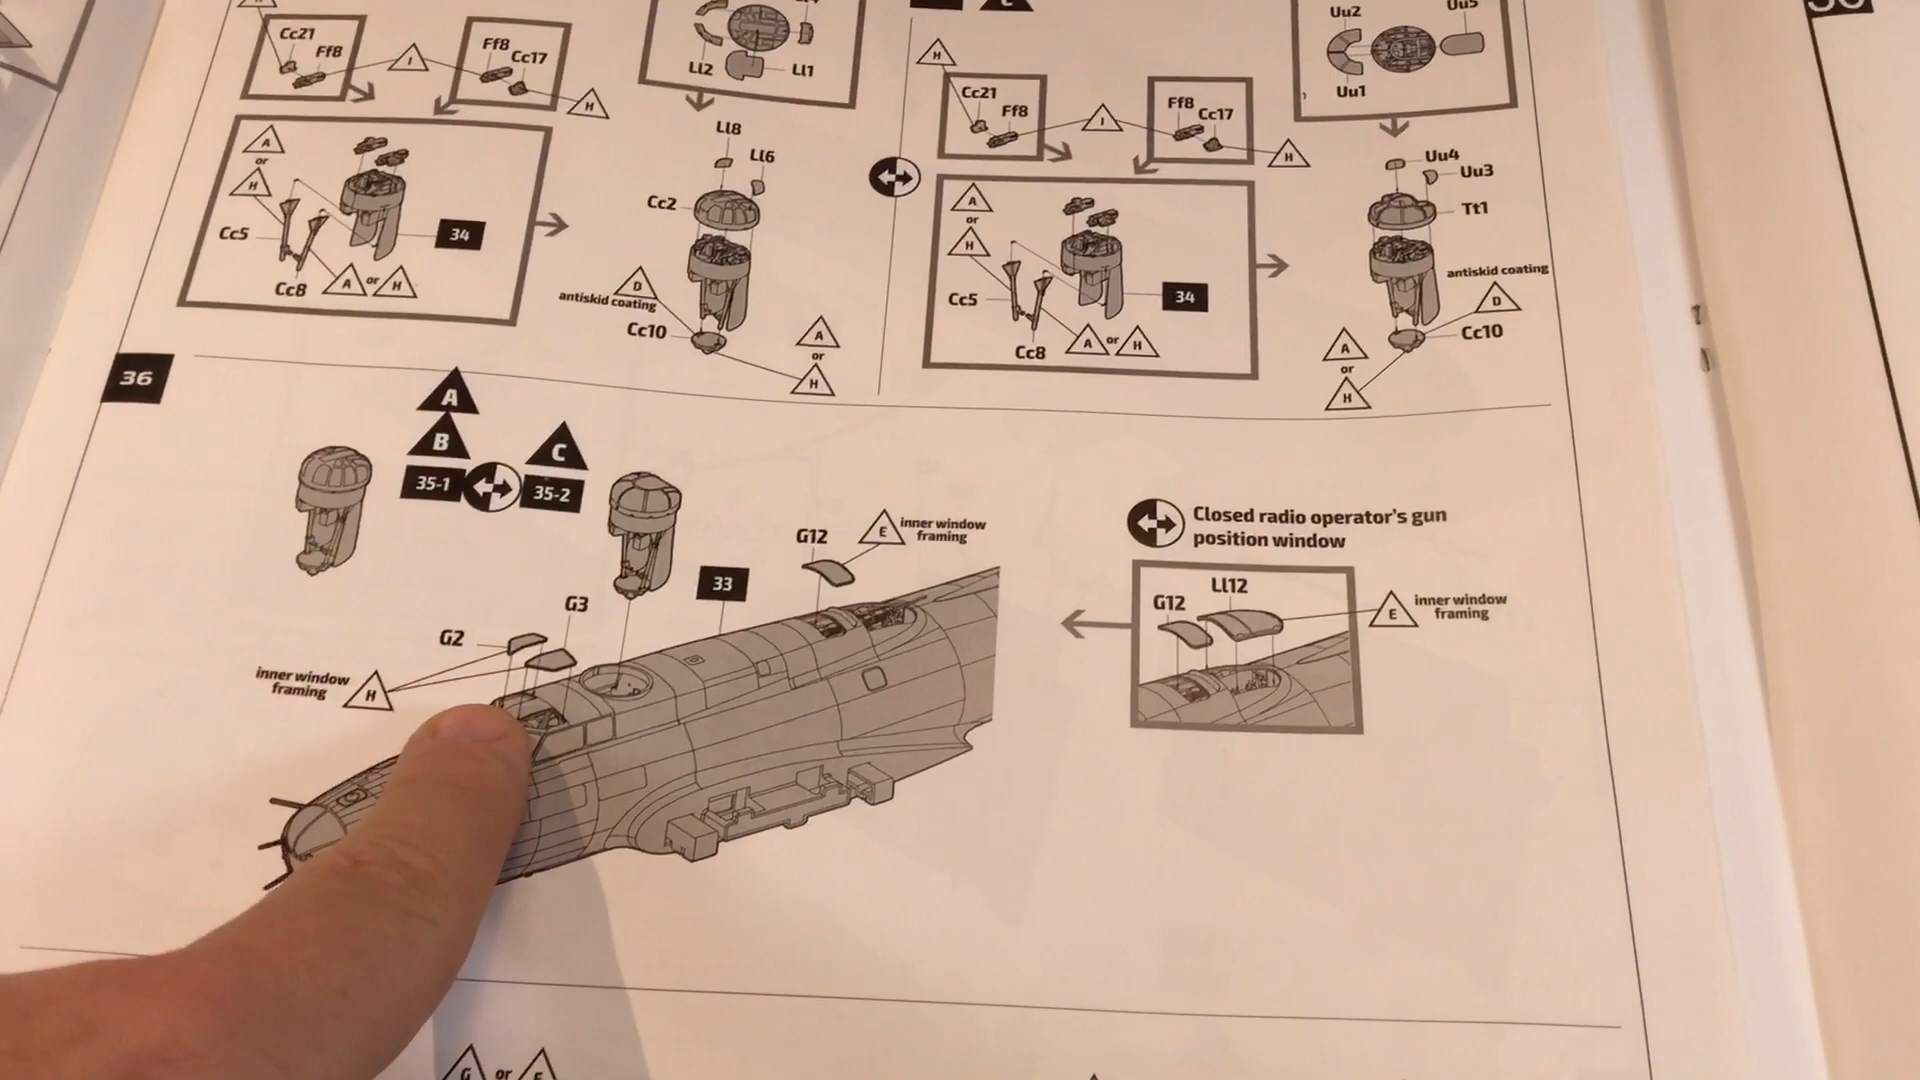 Cc21
Ff8
I
Ff8
Cc17
H
Ll2
Ll1
A
or
H
Cc5
Cc8
A or H
34
Ll8
Ll6
Cc2
D
antiskid coating
Cc10
A
or
H
H
Cc21
Ff8
I
Ff8
Cc17
H
Uu2
Uu1
A
or
H
Cc5
Cc8
A or H
34
Uu4
Uu3
Tt1
antiskid coating
D
Cc10
A
or
H
36
A
B
C
35-1
35-2
G12
E
inner window
framing
33
G3
G2
inner window
framing
H
Closed radio operator's gun
position window
Ll12
G12
E
inner window
framing
G or